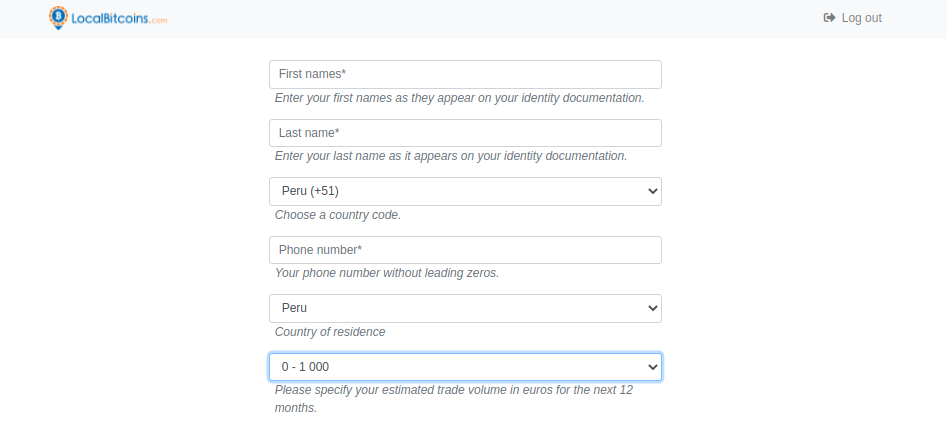 LocalBitcoins.com
Log out
First names*
Enter your first names as they appear on your identity documentation.
Last name*
Enter your last name as it appears on your identity documentation.
Peru (+51)
Choose a country code.
Phone number*
Your phone number without leading zeros.
Peru
Country of residence
0 - 1 000
Please specify your estimated trade volume in euros for the next 12
months.